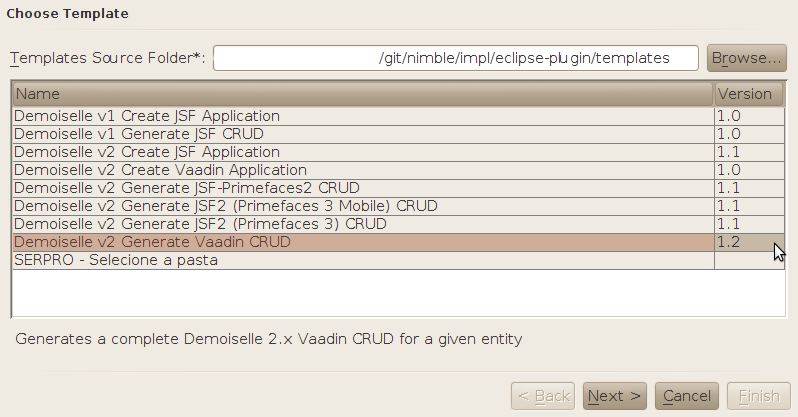 Choose Template
Templates Source Folder*: /git/nimble/impl/eclipse-plugin/templates Browse...
Name Version
Demoiselle v1 Create JSF Application 1.0
Demoiselle v1 Generate JSF CRUD 1.0
Demoiselle v2 Create JSF Application 1.1
Demoiselle v2 Create Vaadin Application 1.0
Demoiselle v2 Generate JSF-Primefaces2 CRUD 1.1
Demoiselle v2 Generate JSF2 (Primefaces 3 Mobile) CRUD 1.1
Demoiselle v2 Generate JSF2 (Primefaces 3) CRUD 1.1
Demoiselle v2 Generate Vaadin CRUD 1.2
SERPRO - Selecione a pasta
Generates a complete Demoiselle 2.x Vaadin CRUD for a given entity
< Back Next > Cancel Finish